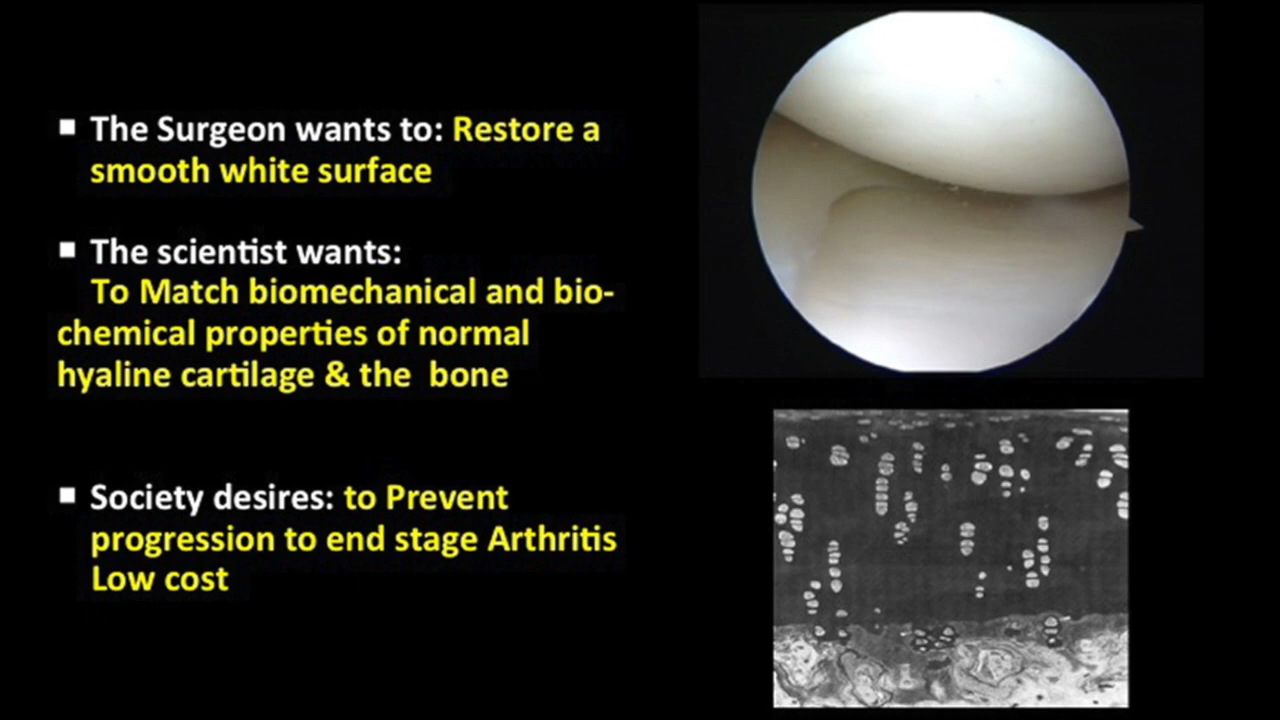 ▪ The Surgeon wants to: Restore a
smooth white surface
▪ The scientist wants:
To Match biomechanical and bio-
chemical properties of normal
hyaline cartilage & the bone
▪ Society desires: to Prevent
progression to end stage Arthritis
Low cost